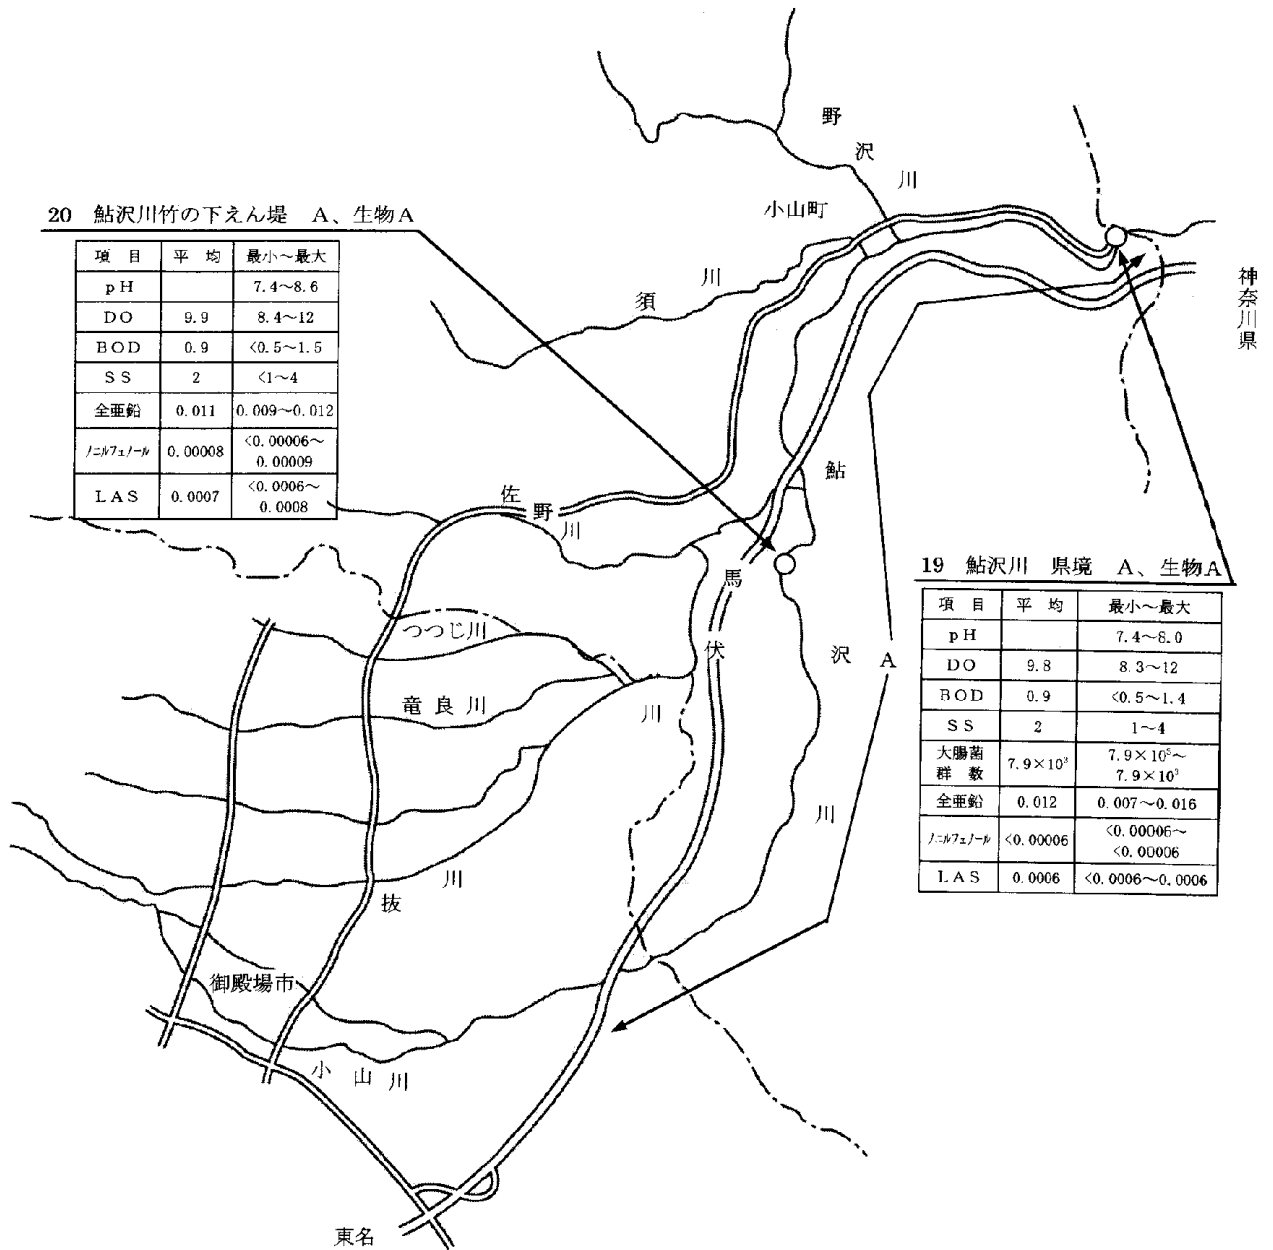 野沢川
小山町
須川
神奈川県
20 鮎沢川竹の下えん堤 A、生物A
項目 平均 最小～最大
pH 7.4～8.6
DO 9.9 8.4～12
BOD 0.9 <0.5～1.5
SS 2 <1～4
全亜鉛 0.011 0.009～0.012
ノニルフェノール 0.00008 <0.00006～
0.00009
LAS 0.0007 <0.0006～
0.0008
佐野川
鮎沢川
馬伏川
A
19 鮎沢川 県境 A、生物A
項目 平均 最小～最大
pH 7.4～8.0
DO 9.8 8.3～12
BOD 0.9 <0.5～1.4
SS 2 1～4
大腸菌
群数 7.9×10³ 7.9×10³～
7.9×10³
全亜鉛 0.012 0.007～0.016
ノニルフェノール <0.00006 <0.00006～
<0.00006
LAS 0.0006 <0.0006～0.0006
つつじ川
竜良川
抜川
御殿場市
小山川
東名